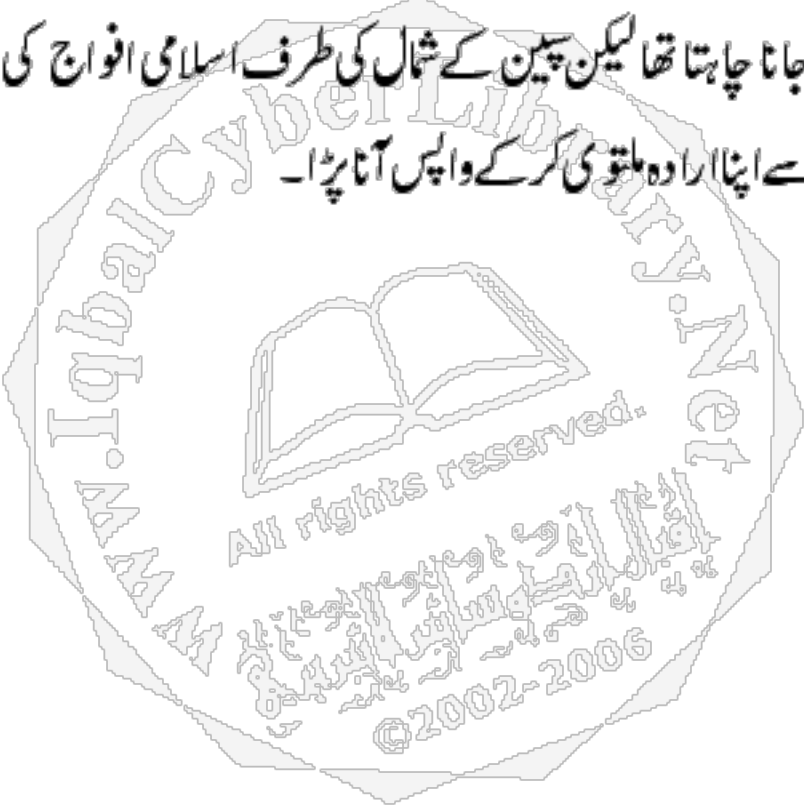 جانا چاہتا تھا لیکن سپین کے شمال کی طرف اسلامی افواج کی
سے اپنا ارادہ ملتوی کر کے واپس آنا پڑا۔
www.IqbalCyberLibrary.Net
All rights reserved.
©2002-2006